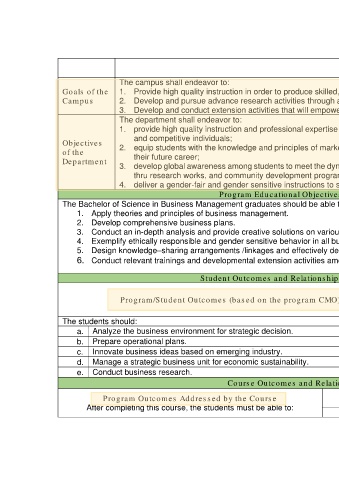 The campus shall endeavor to:
Goals of the Campus
1. Provide high quality instruction in order to produce skilled,
2. Develop and pursue advance research activities through a
3. Develop and conduct extension activities that will empowe
The department shall endeavor to:
Objectives of the Department
1. provide high quality instruction and professional expertise
and competitive individuals;
2. equip students with the knowledge and principles of mark
their future career;
3. develop global awareness among students to meet the dyn
thru research works, and community development program
4. deliver a gender-fair and gender sensitive instructions to s
Program Educational Objective
The Bachelor of Science in Business Management graduates should be able t
1. Apply theories and principles of business management.
2. Develop comprehensive business plans.
3. Conduct an in-depth analysis and provide creative solutions on variou
4. Exemplify ethically responsible and gender sensitive behavior in all bu
5. Design knowledge–sharing arrangements /linkages and effectively de
6. Conduct relevant trainings and developmental extension activities am
Student Outcomes and Relationship
Program/Student Outcomes (based on the program CMO)
The students should:
a. Analyze the business environment for strategic decision.
b. Prepare operational plans.
c. Innovate business ideas based on emerging industry.
d. Manage a strategic business unit for economic sustainability.
e. Conduct business research.
Course Outcomes and Relati
Program Outcomes Addressed by the Course
After completing this course, the students must be able to: